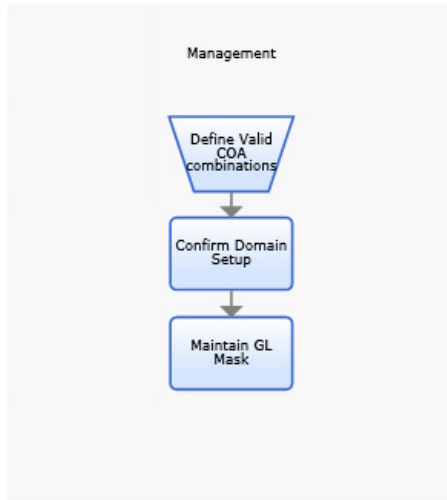 Management
Define Valid
COA
combinations
Confirm Domain
Setup
Maintain GL
Mask